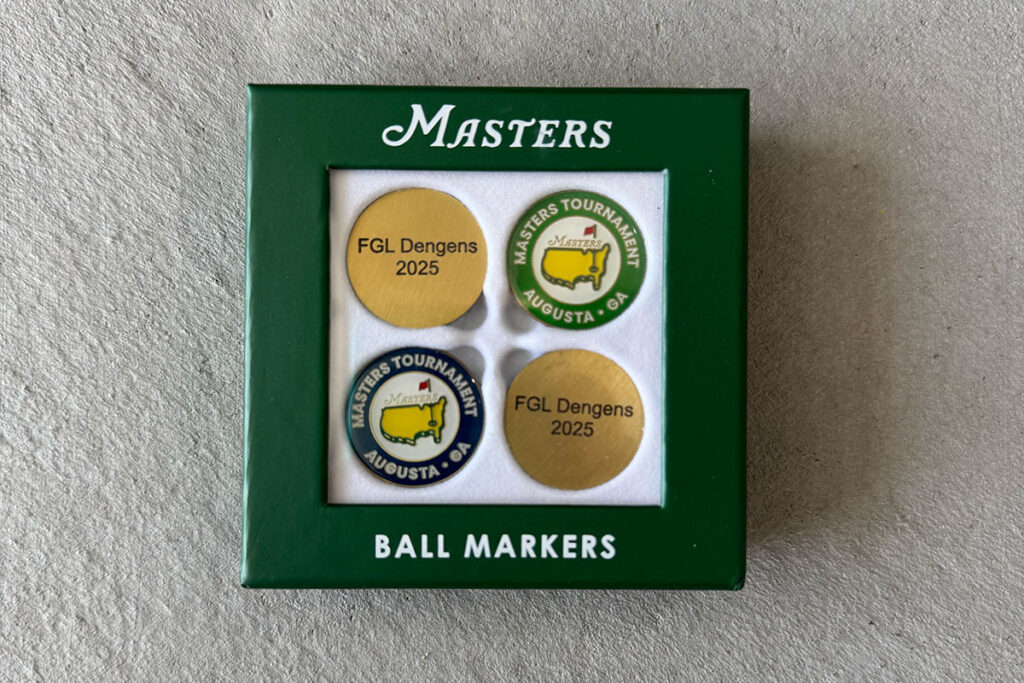 MASTERS
FGL Dengens
2025
MASTERS TOURNAMENT
MASTERS
AUGUSTA • GA
MASTERS TOURNAMENT
MASTERS
AUGUSTA • GA
FGL Dengens
2025
BALL MARKERS